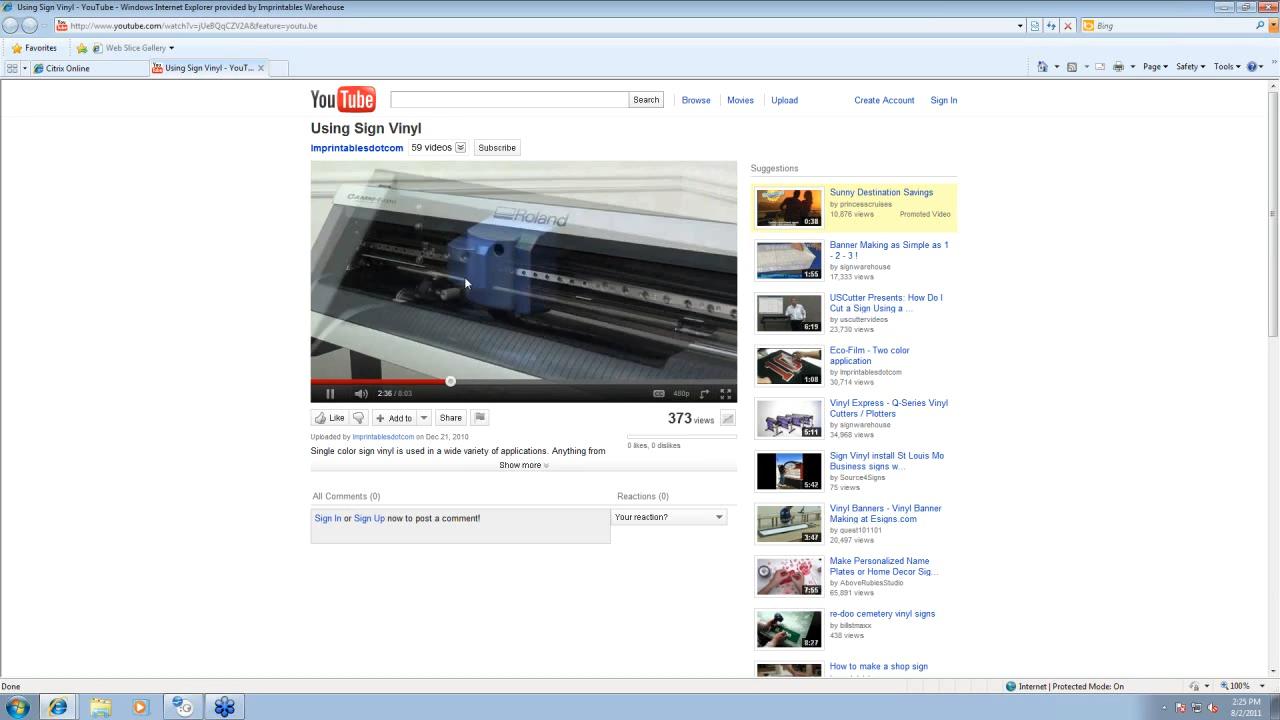 Using Sign Vinyl - YouTube - Windows Internet Explorer provided by Imprintables Warehouse
http://www.youtube.com/watch?v=jUeBQqCZV2A&feature=youtu.be
Bing
Favorites
Web Slice Gallery
Citrix Online
Using Sign Vinyl - YouT...
Page
Safety
Tools
YouTube
Search
Browse
Movies
Upload
Create Account
Sign In
Using Sign Vinyl
Imprintablesdotcom
59 videos
Subscribe
Roland
2:36 / 8:03
480p
Like
Add to
Share
373 views
Uploaded by Imprintablesdotcom on Dec 21, 2010
0 likes, 0 dislikes
Single color sign vinyl is used in a wide variety of applications. Anything from
Show more
All Comments (0)
Reactions (0)
Sign In or Sign Up now to post a comment!
Your reaction?
Suggestions
0:38
Sunny Destination Savings
by princesscruises
10,876 views
Promoted Video
1:55
Banner Making as Simple as 1
- 2 - 3 !
by signwarehouse
17,333 views
6:19
USCutter Presents: How Do I
Cut a Sign Using a ...
by uscuttervideos
23,730 views
1:08
Eco-Film - Two color
application
by Imprintablesdotcom
30,714 views
5:11
Vinyl Express - Q-Series Vinyl
Cutters / Plotters
by signwarehouse
34,968 views
5:42
Sign Vinyl install St Louis Mo
Business signs w...
by Source4Signs
75 views
3:47
Vinyl Banners - Vinyl Banner
Making at Esigns.com
by quest101101
20,497 views
7:55
Make Personalized Name
Plates or Home Decor Sig...
by AboveRubiesStudio
65,891 views
8:27
re-doo cemetery vinyl signs
by billstmaxx
438 views
How to make a shop sign
Done
Internet | Protected Mode: On
100%
2:25 PM
8/2/2011